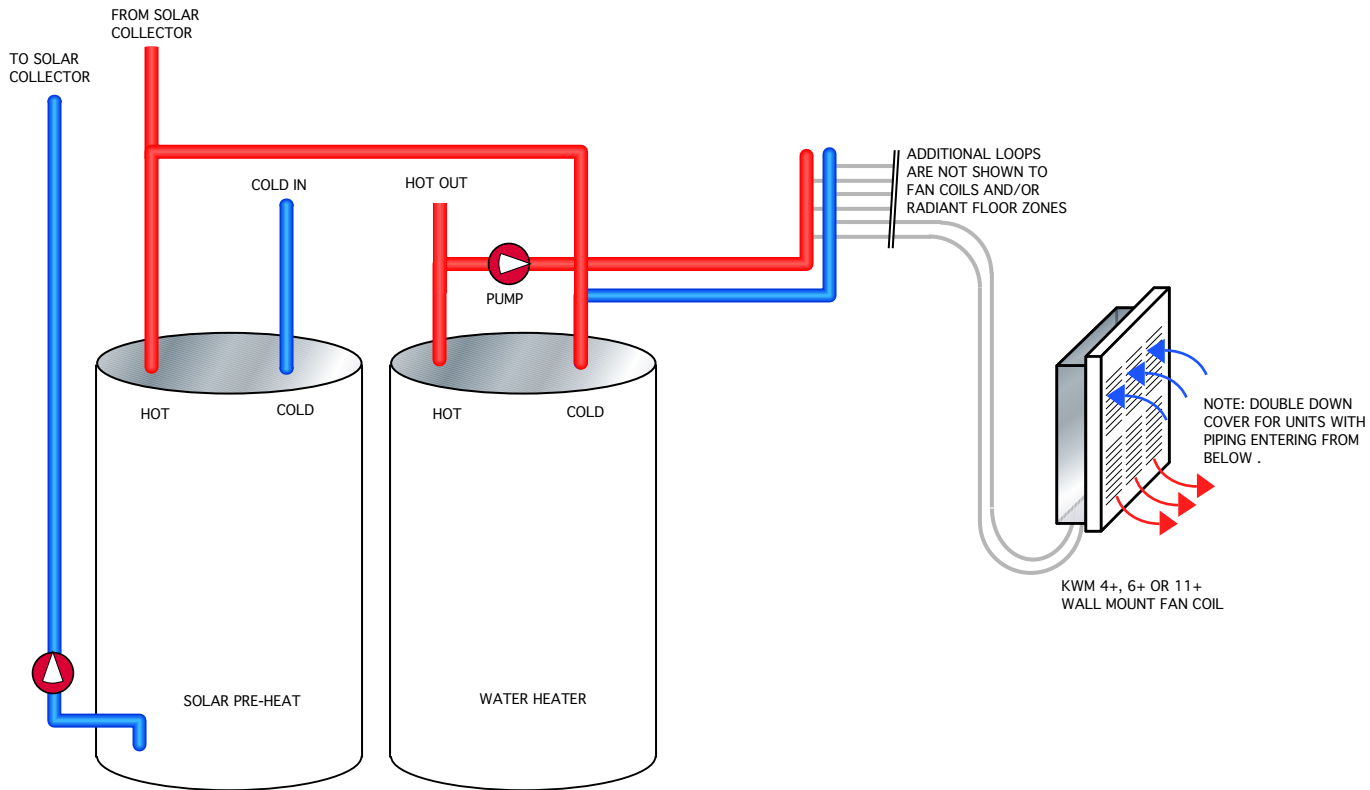 FROM SOLAR
COLLECTOR
TO SOLAR
COLLECTOR
COLD IN
HOT OUT
ADDITIONAL LOOPS
ARE NOT SHOWN TO
FAN COILS AND/OR
RADIANT FLOOR ZONES
PUMP
HOT
COLD
HOT
COLD
NOTE: DOUBLE DOWN
COVER FOR UNITS WITH
PIPING ENTERING FROM
BELOW .
KWM 4+, 6+ OR 11+
WALL MOUNT FAN COIL
SOLAR PRE-HEAT
WATER HEATER